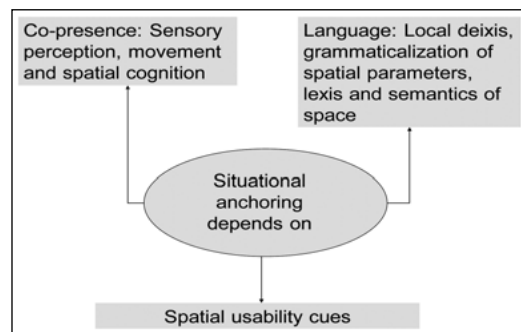 Co-presence: Sensory
perception, movement
and spatial cognition
Language: Local deixis,
grammaticalization of
spatial parameters,
lexis and semantics of
space
Situational
anchoring
depends on
Spatial usability cues